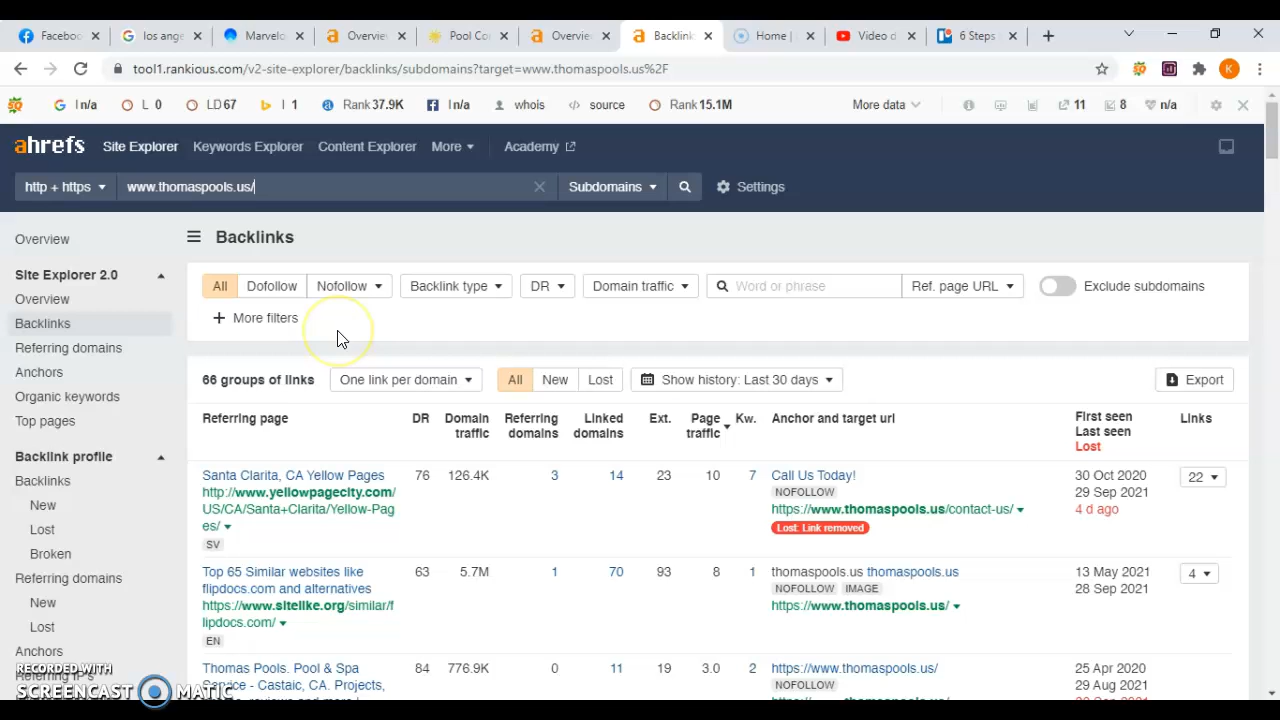 Faceboo
los ang
Marvelo
Overvie
Pool Co
Overvie
Backlin
Home |
Video d
6 Steps
tool1.rankious.com/v2-site-explorer/backlinks/subdomains?target=www.thomaspools.us%2F
K
I n/a
L 0
LD 67
I 1
Rank 37.9K
I n/a
whois
source
Rank 15.1M
More data
11
8
n/a
ahrefs
Site Explorer
Keywords Explorer
Content Explorer
More
Academy
http + https
www.thomaspools.us/
Subdomains
Settings
Overview
Site Explorer 2.0
Overview
Backlinks
Referring domains
Anchors
Organic keywords
Top pages
Backlink profile
Backlinks
New
Lost
Broken
Referring domains
New
Lost
Anchors
Referring IPs
Backlinks
All
Dofollow
Nofollow
Backlink type
DR
Domain traffic
Word or phrase
Ref. page URL
Exclude subdomains
+ More filters
66 groups of links
One link per domain
All
New
Lost
Show history: Last 30 days
Export
Referring page
DR
Domain
traffic
Referring
domains
Linked
domains
Ext.
Page
traffic
Kw.
Anchor and target url
First seen
Last seen
Lost
Links
Santa Clarita, CA Yellow Pages
http://www.yellowpagecity.com/
US/CA/Santa+Clarita/Yellow-Pag
es/
SV
76
126.4K
3
14
23
10
7
Call Us Today!
NOFOLLOW
https://www.thomaspools.us/contact-us/
Lost: Link removed
30 Oct 2020
29 Sep 2021
4 d ago
22
Top 65 Similar websites like
flipdocs.com and alternatives
https://www.sitelike.org/similar/f
lipdocs.com/
EN
63
5.7M
1
70
93
8
1
thomaspools.us thomaspools.us
NOFOLLOW IMAGE
https://www.thomaspools.us/
13 May 2021
28 Sep 2021
4
Thomas Pools. Pool & Spa
Service - Castaic, CA. Projects,
84
776.9K
0
11
19
3.0
2
https://www.thomaspools.us/
NOFOLLOW
25 Apr 2020
29 Aug 2021
RECORDED WITH
SCREENCAST MATIC